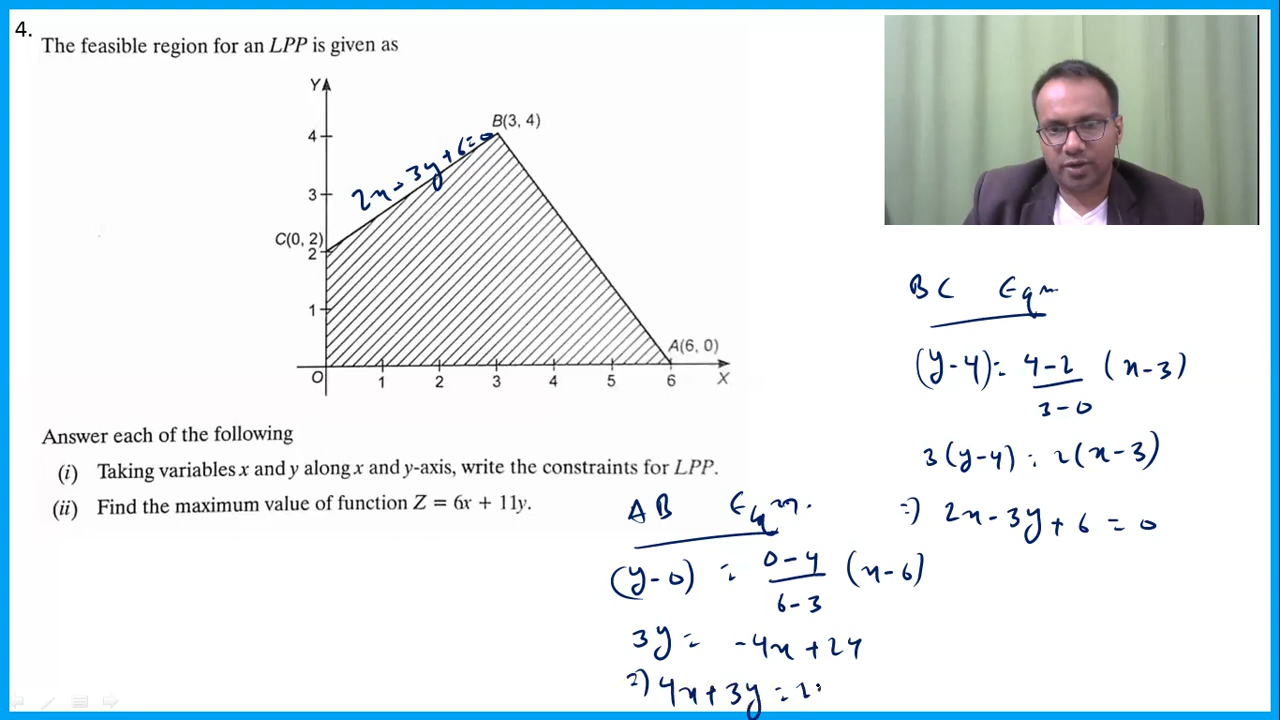 4.
The feasible region for an LPP is given as
Y
B(3, 4)
4
2x - 3y + 6 = 0
3
C(0, 2)
2
1
A(6, 0)
O 1 2 3 4 5 6 X
Answer each of the following
(i) Taking variables x and y along x and y-axis, write the constraints for LPP.
(ii) Find the maximum value of function Z = 6x + 11y.
BC Eqn
(y-4) = 4-2 / 3-0 (x-3)
3(y-4) = 2(x-3)
=) 2x - 3y + 6 = 0
AB Eqn.
(y-0) = 0-4 / 6-3 (x-6)
3y = -4x + 24
=) 4x + 3y = 2